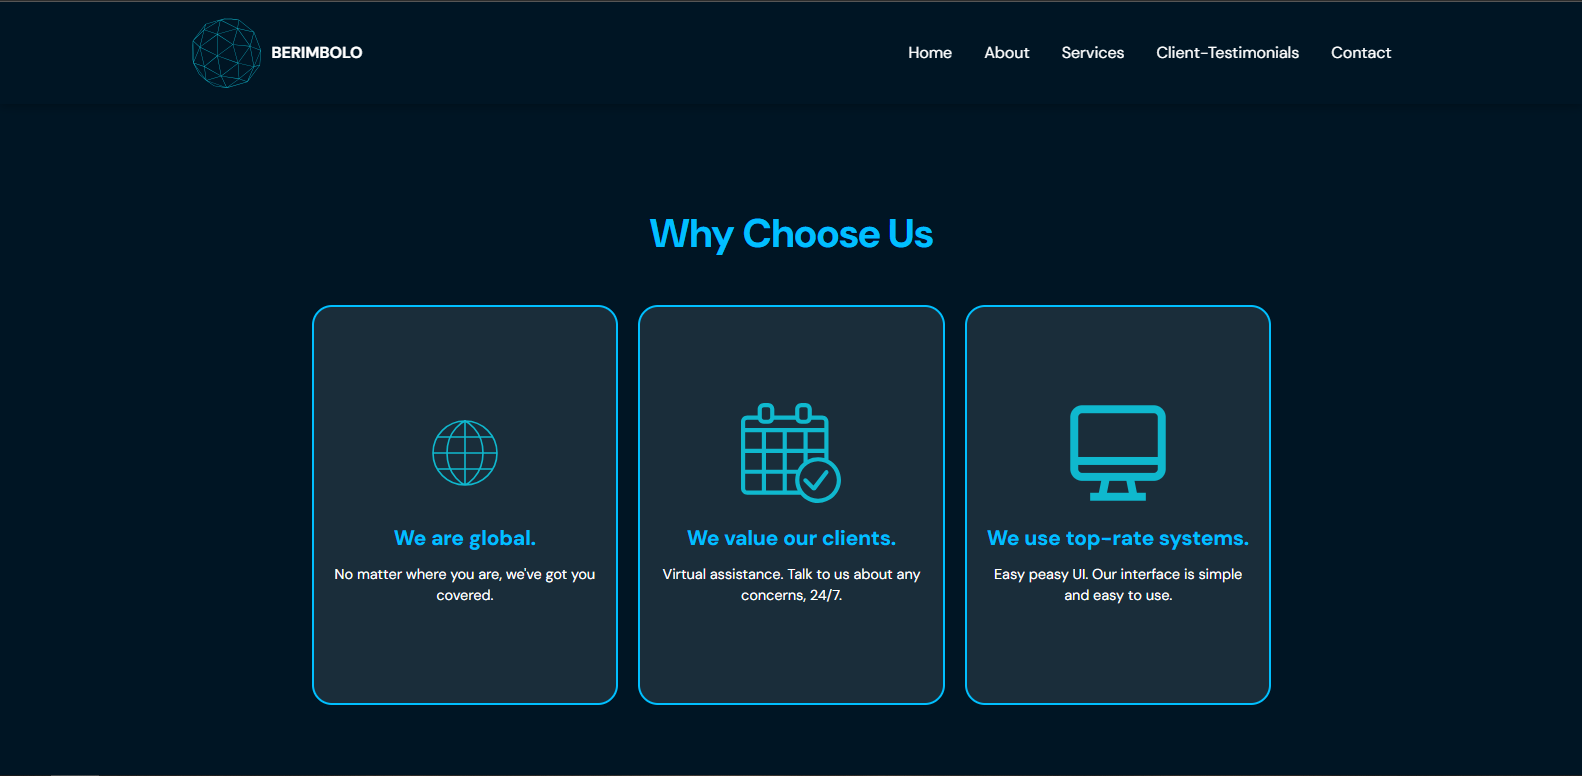 BERIMBOLO
Home About Services Client-Testimonials Contact
Why Choose Us
We are global.
No matter where you are, we've got you
covered.
We value our clients.
Virtual assistance. Talk to us about any
concerns, 24/7.
We use top-rate systems.
Easy peasy UI. Our interface is simple
and easy to use.